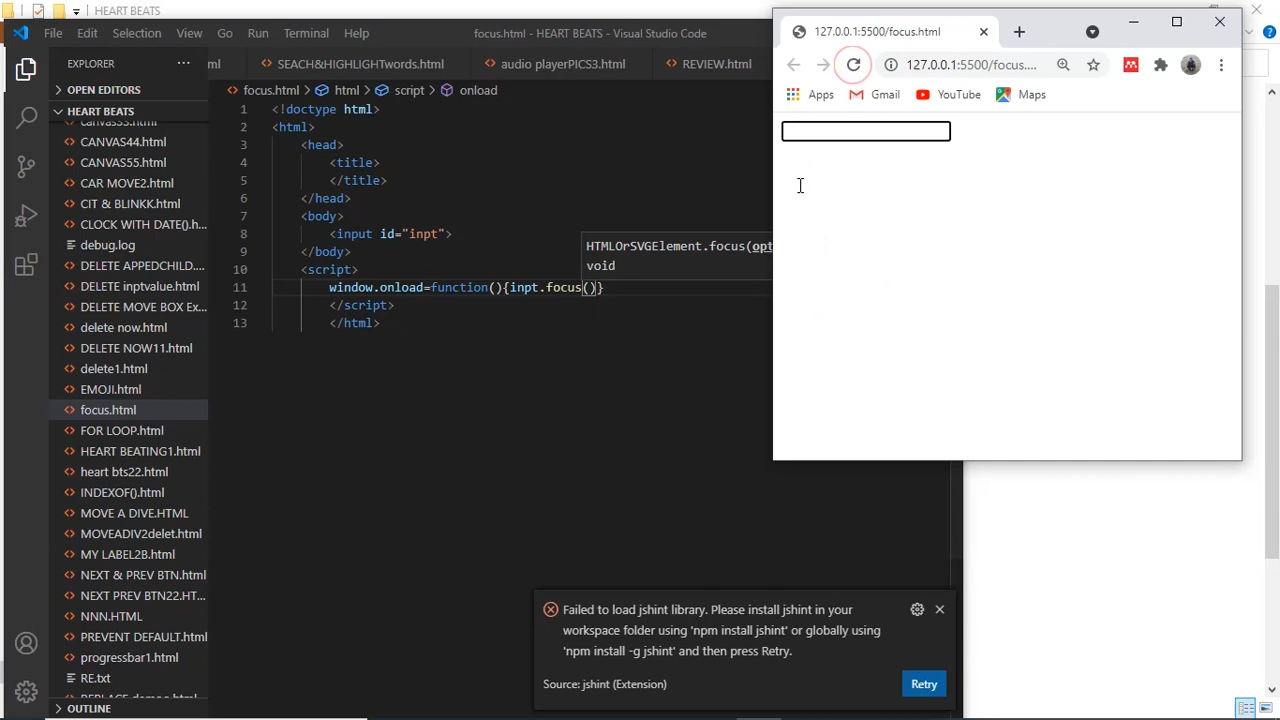 File Edit Selection View Go Run Terminal Help
focus.html - HEART BEATS - Visual Studio Code
EXPLORER
OPEN EDITORS
HEART BEATS
CANVAS44.html
CANVAS55.html
CAR MOVE2.html
CIT & BLINKK.html
CLOCK WITH DATE().h...
debug.log
DELETE APPEDCHILD...
DELETE inptvalue.html
DELETE MOVE BOX Ex...
delete now.html
DELETE NOW11.html
delete1.html
EMOJI.html
focus.html
FOR LOOP.html
HEART BEATING1.html
heart bts22.html
INDEXOF().html
MOVE A DIVE.HTML
MOVEADIV2delet.html
MY LABEL2B.html
NEXT & PREV BTN.html
NEXT PREV BTN22.HT...
NNN.HTML
PREVENT DEFAULT.html
progressbar1.html
RE.txt
OUTLINE
ml SEACH&HIGHLIGHTwords.html audio playerPICS3.html REVIEW.html
focus.html > html > script > onload
1 <!doctype html>
2 <html>
3 <head>
4 <title>
5 </title>
6 </head>
7 <body>
8 <input id="inpt">
9 </body>
10 <script>
11 window.onload=function(){inpt.focus()}
12 </script>
13 </html>
HTMLOrSVGElement.focus(opt
void
127.0.0.1:5500/focus.html
127.0.0.1:5500/focus....
Apps Gmail YouTube Maps
Failed to load jshint library. Please install jshint in your
workspace folder using 'npm install jshint' or globally using
'npm install -g jshint' and then press Retry.
Source: jshint (Extension)
Retry